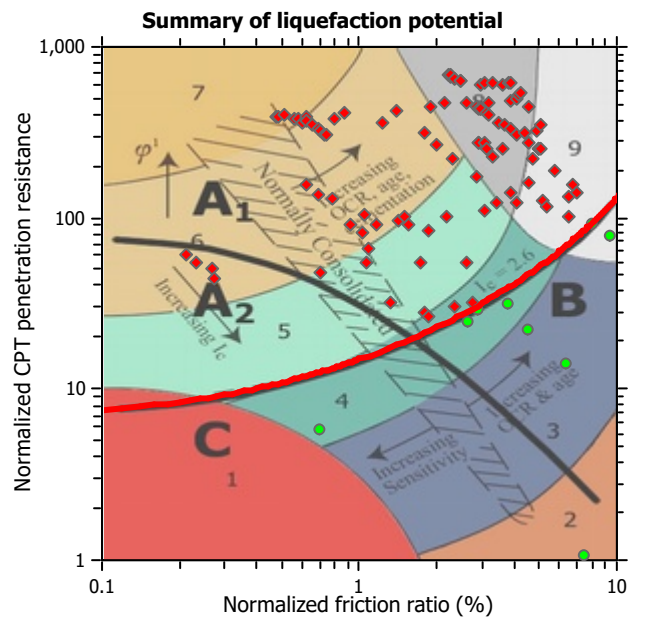 Summary of liquefaction potential
1,000
100
10
1
0.1
1
10
Normalized CPT penetration resistance
Normalized friction ratio (%)
7
8
9
φ¹
A1
6
A2
5
4
B
3
C
1
2
Increasing
OCR, age,
cementation
Normally Consolidated
Increasing Ic
Ic = 2.6
Increasing
OCR & age
Increasing
Sensitivity